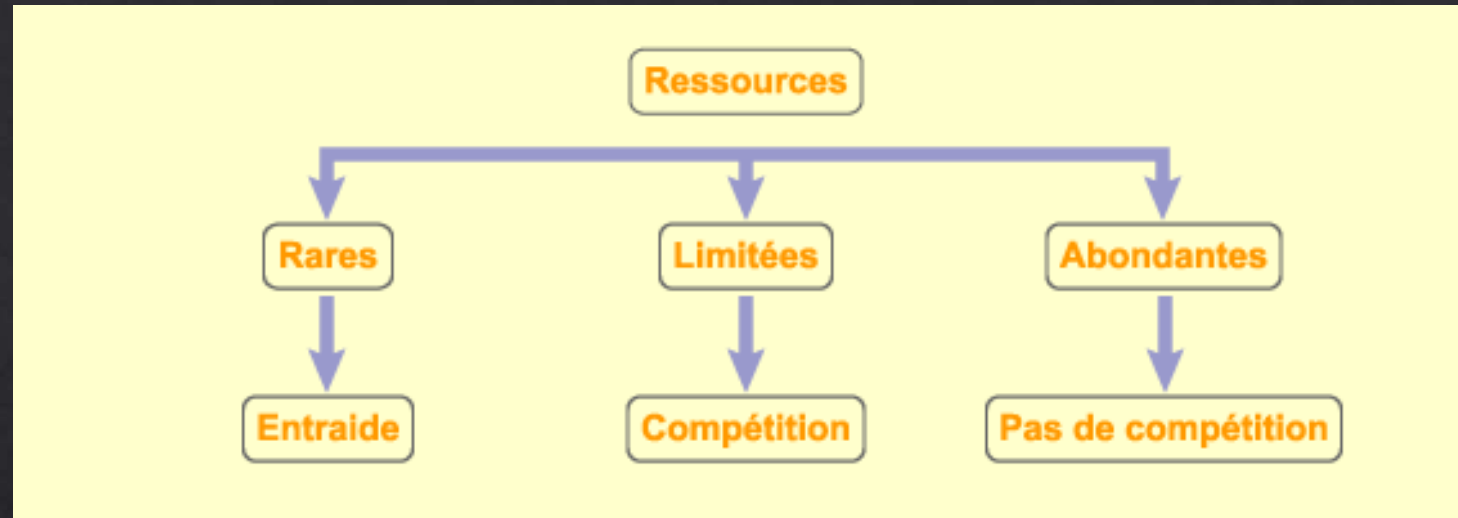 Ressources
Rares
Limitées
Abondantes
Entraide
Compétition
Pas de compétition